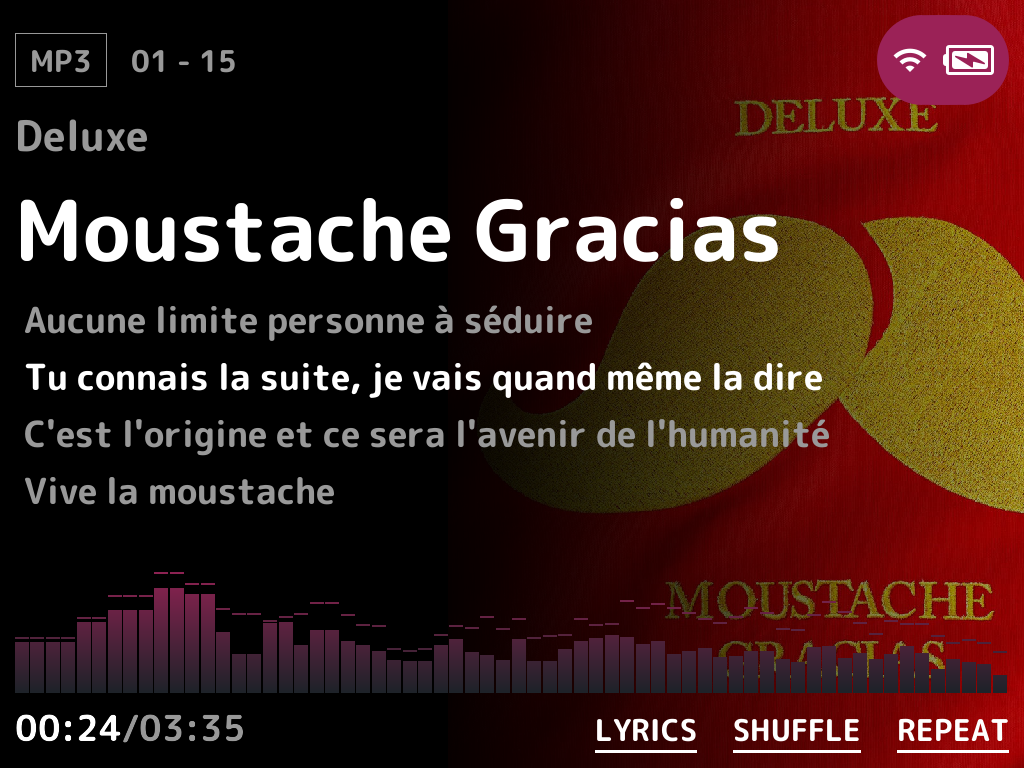 MP3 01 - 15
DELUXE
Deluxe
Moustache Gracias
Aucune limite personne à séduire
Tu connais la suite, je vais quand même la dire
C'est l'origine et ce sera l'avenir de l'humanité
Vive la moustache
MOUSTACHE
GRACIAS
00:24/03:35
LYRICS SHUFFLE REPEAT